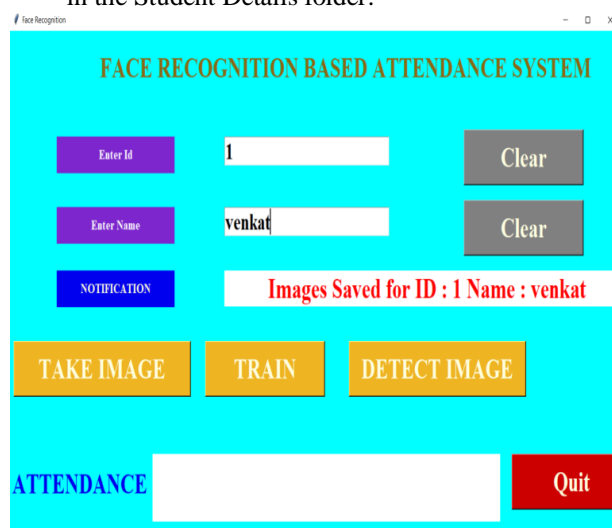 in the Student Details folder.
Face Recognition
FACE RECOGNITION BASED ATTENDANCE SYSTEM
Enter Id 1 Clear
Enter Name venkat Clear
NOTIFICATION Images Saved for ID : 1 Name : venkat
TAKE IMAGE TRAIN DETECT IMAGE
ATTENDANCE Quit